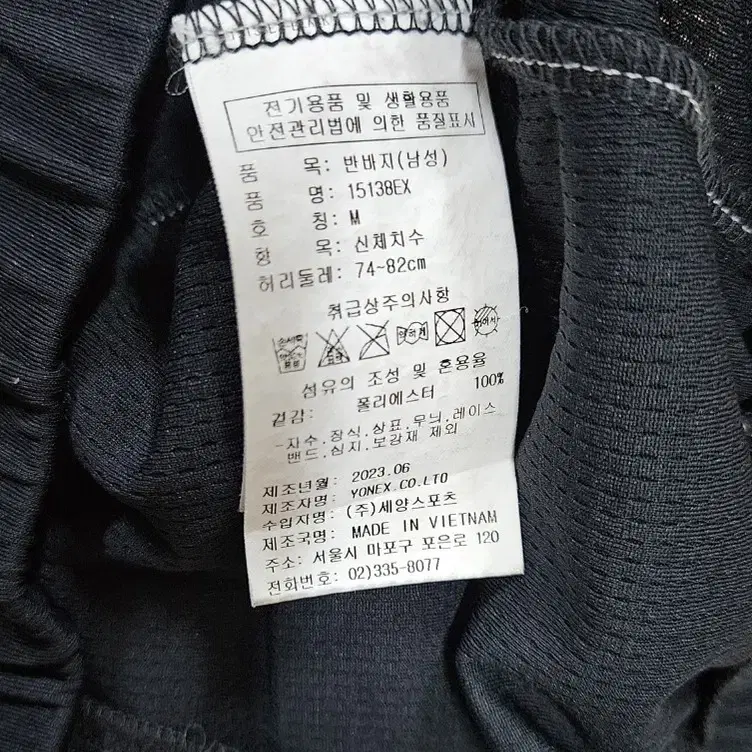 전기용품 및 생활용품
안전관리법에 의한 품질표시
품 목: 반바지(남성)
품 명: 15138EX
호 칭: M
항 목: 신체치수
허리둘레: 74~82cm
취급상주의사항
약하게
섬유의 조성 및 혼용율
겉감: 폴리에스터 100%
-자수.장식.상표.무늬.레이스
밴드.심지.보강재 제외
제조년월: 2023.06
제조자명: YONEX.CO.LTD
수입자명: (주)세양스포츠
제조국명: MADE IN VIETNAM
주소: 서울시 마포구 포은로 120
전화번호: 02)335-8077